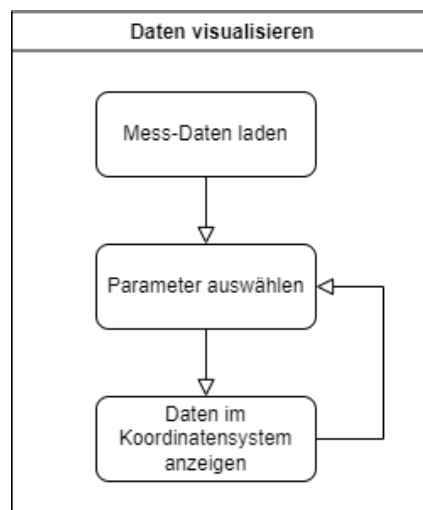 Daten visualisieren
Mess-Daten laden
Parameter auswählen
Daten im
Koordinatensystem
anzeigen